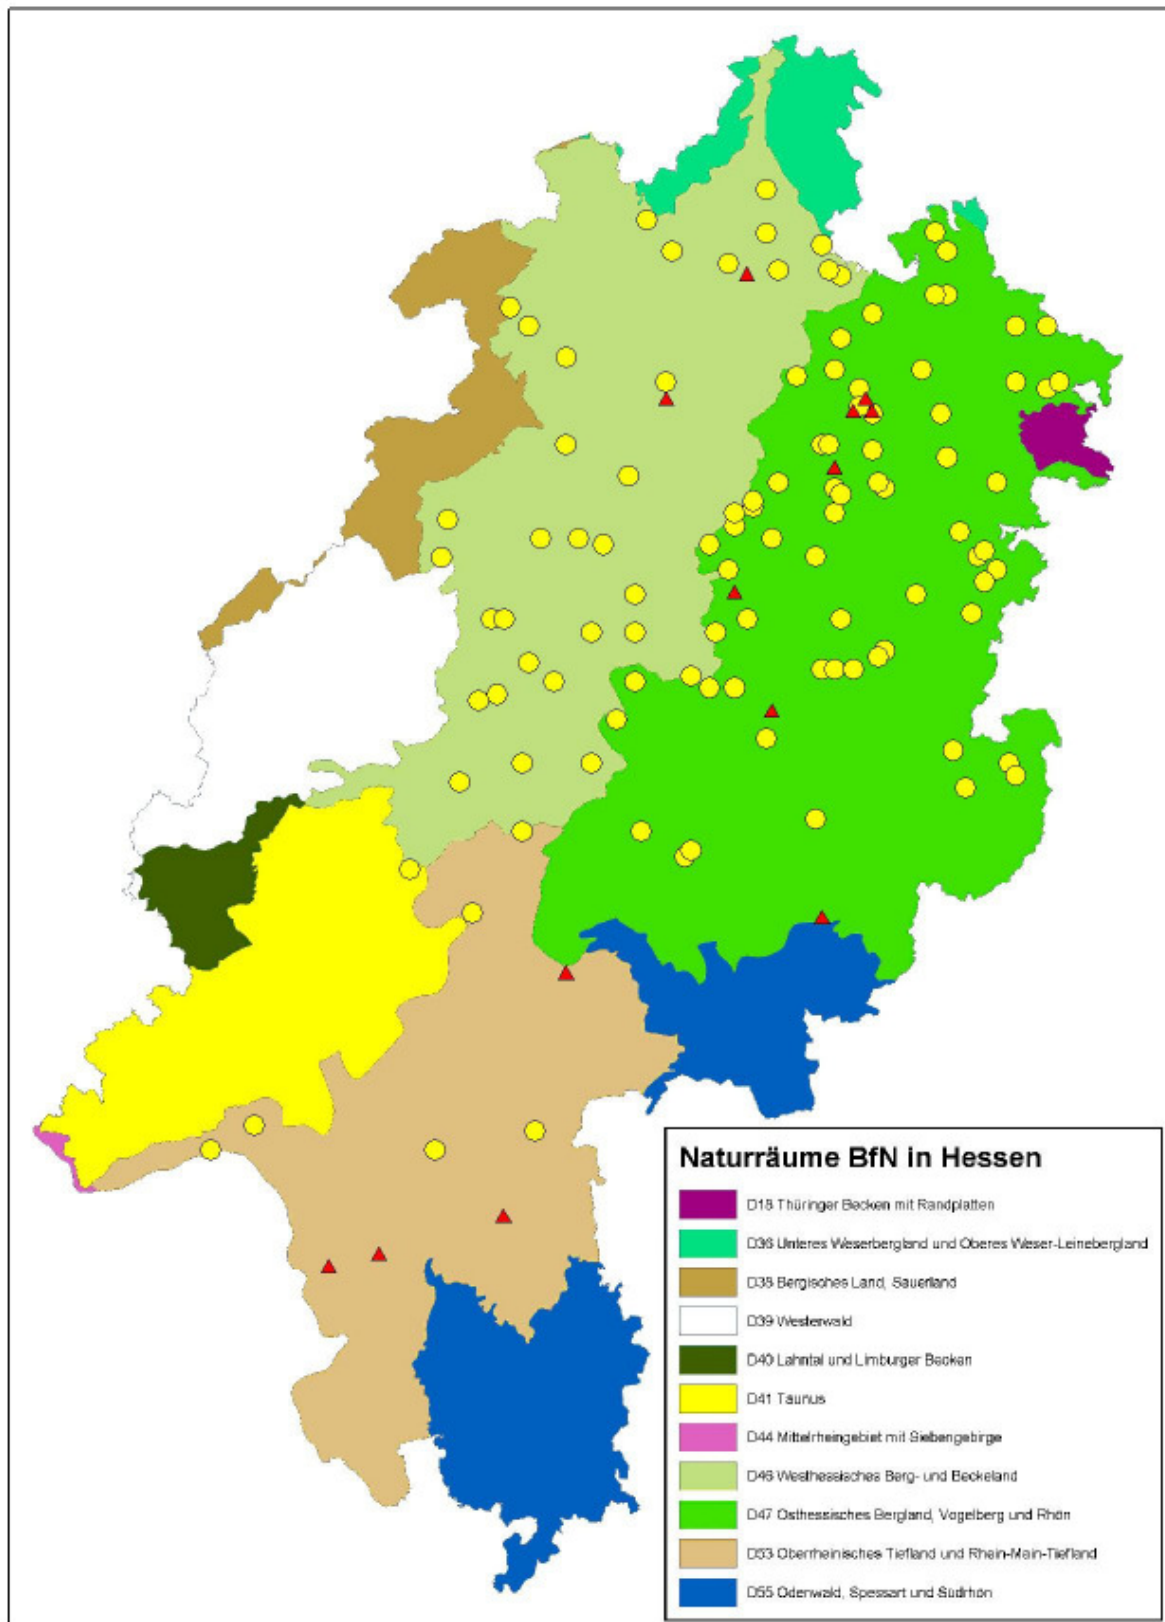 Naturräume BfN in Hessen
D18 Thüringer Becken mit Randplatten
D36 Unteres Weserbergland und Oberes Weser-Leinebergland
D38 Bergisches Land, Sauerland
D39 Westerwald
D40 Lahntal und Limburger Becken
D41 Taunus
D44 Mittelrheingebiet mit Siebengebirge
D46 Westhessisches Berg- und Beckeland
D47 Osthessisches Bergland, Vogelberg und Rhön
D53 Oberrheinisches Tiefland und Rhein-Main-Tiefland
D55 Odenwald, Spessart und Südrhön